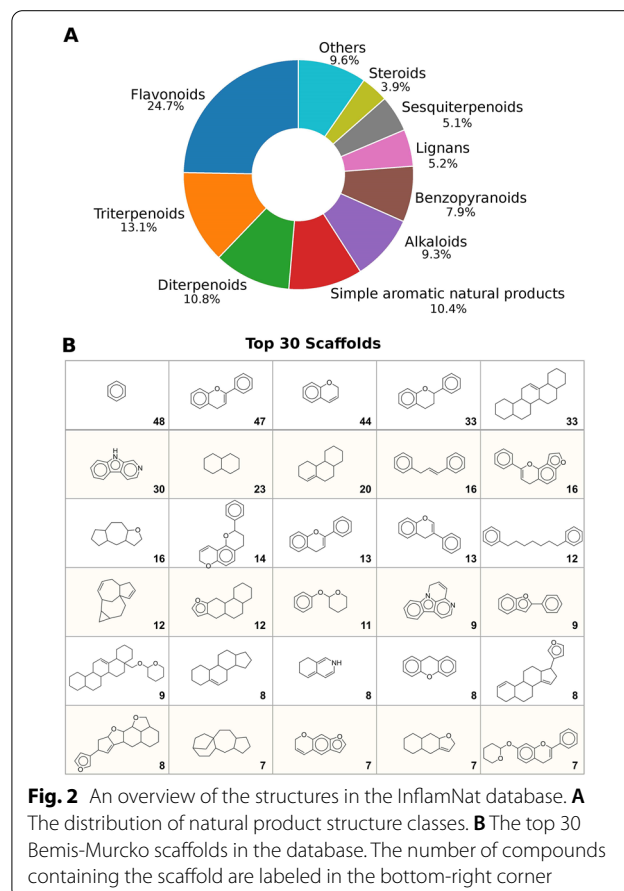 A
Others
9.6%
Steroids
3.9%
Flavonoids
24.7%
Sesquiterpenoids
5.1%
Lignans
5.2%
Benzopyranoids
7.9%
Triterpenoids
13.1%
Alkaloids
9.3%
Diterpenoids
10.8%
Simple aromatic natural products
10.4%
B Top 30 Scaffolds
O O O
48 47 44 33 33
H
N N O O
30 23 20 16 16
O O O O O O
16 14 13 13 12
O O O N N O
12 12 11 9 9
O O NH O O
9 8 8 8 8
O O O O O O O O O
8 7 7 7 7
Fig. 2 An overview of the structures in the InflamNat database. A
The distribution of natural product structure classes. B The top 30
Bemis-Murcko scaffolds in the database. The number of compounds
containing the scaffold are labeled in the bottom-right corner